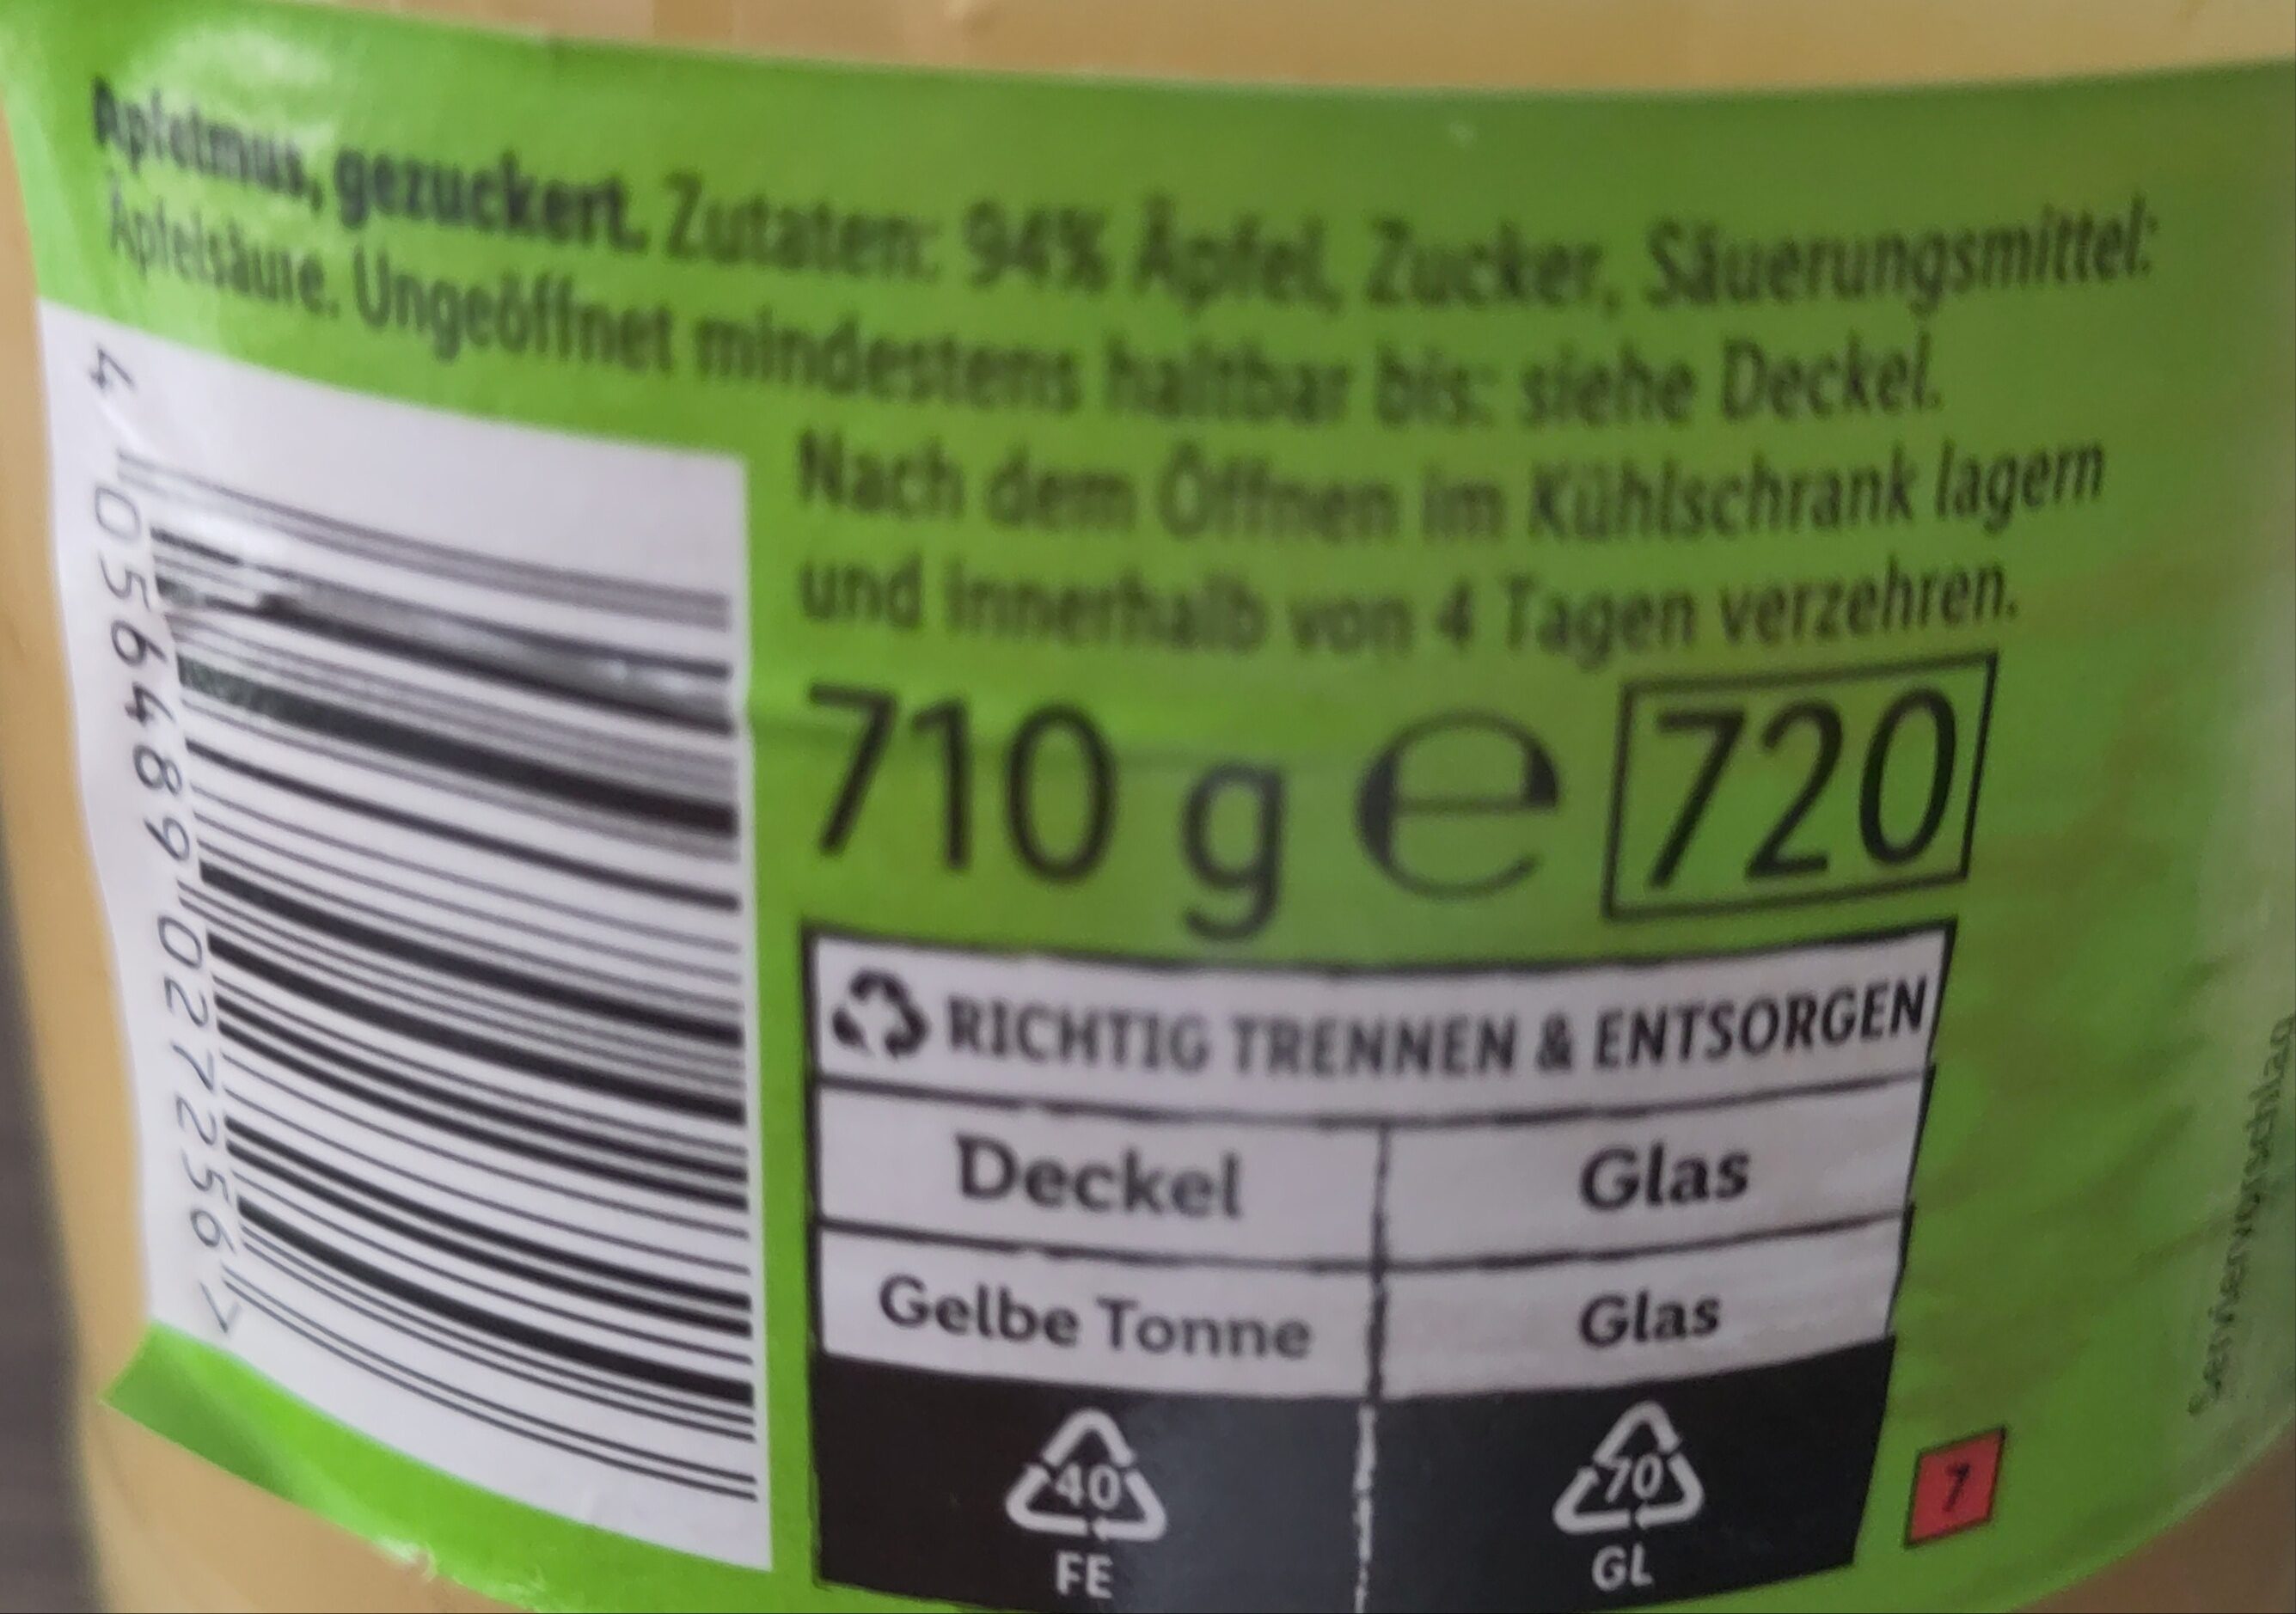 Apfelmus, gezuckert. Zutaten: 94% Äpfel, Zucker, Säuerungsmittel:
Äpfelsäure. Ungeöffnet mindestens haltbar bis: siehe Deckel.
Nach dem Öffnen im Kühlschrank lagern
und innerhalb von 4 Tagen verzehren.
710 g ℮ 720
4 056489 027256 >
RICHTIG TRENNEN & ENTSORGEN
Deckel Glas
Gelbe Tonne Glas
40 70
FE GL
7
Serviervorschlag